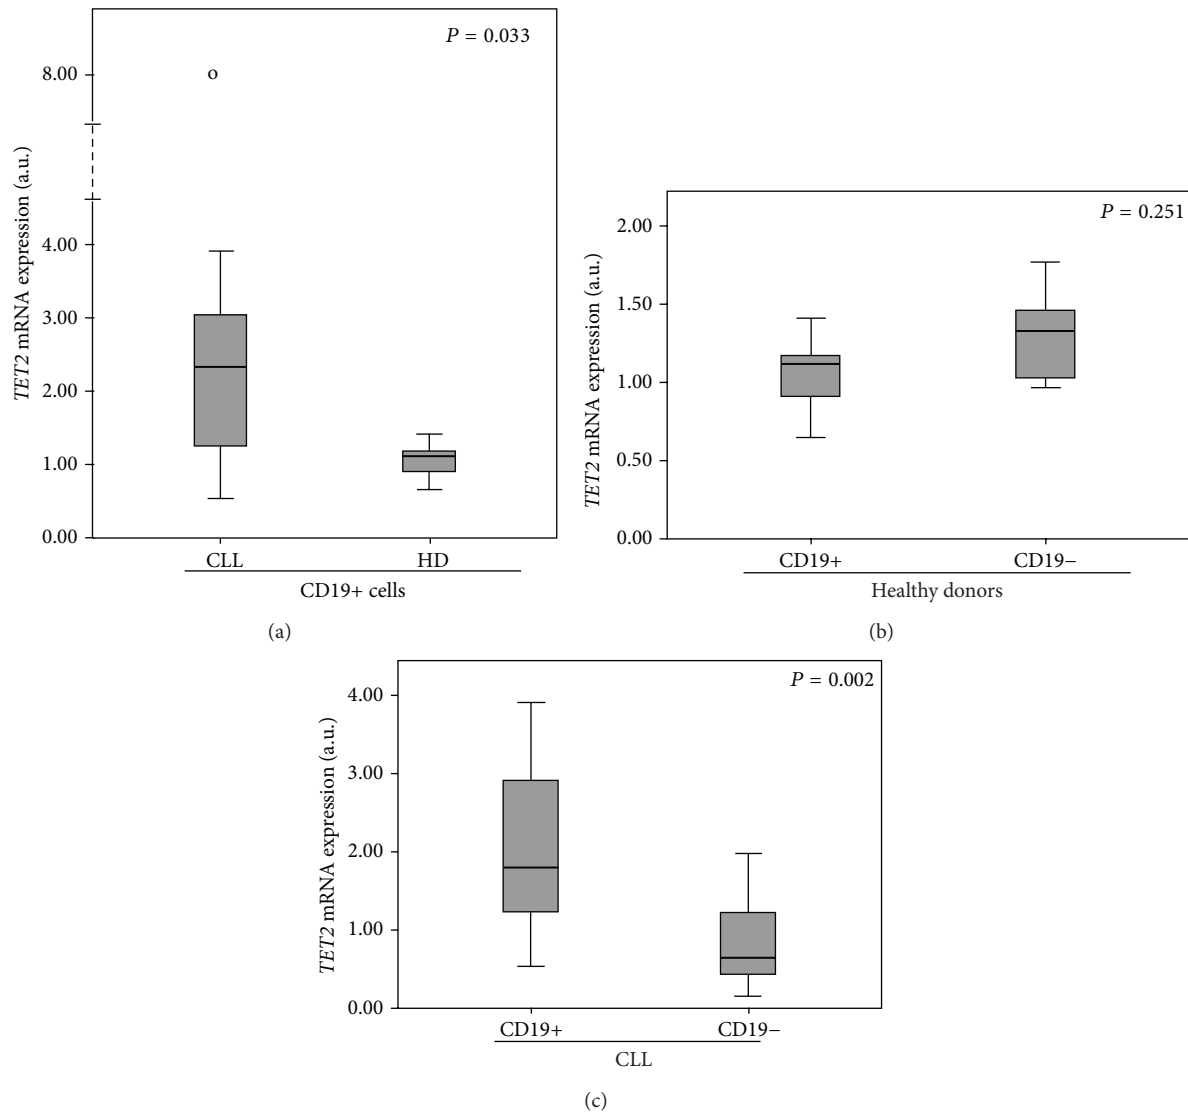 P = 0.033
8.00
4.00
3.00
2.00
1.00
0.00
TET2 mRNA expression (a.u.)
CLL HD
CD19+ cells
(a)
P = 0.251
2.00
1.50
1.00
0.50
0.00
TET2 mRNA expression (a.u.)
CD19+ CD19−
Healthy donors
(b)
P = 0.002
4.00
3.00
2.00
1.00
0.00
TET2 mRNA expression (a.u.)
CD19+ CD19−
CLL
(c)